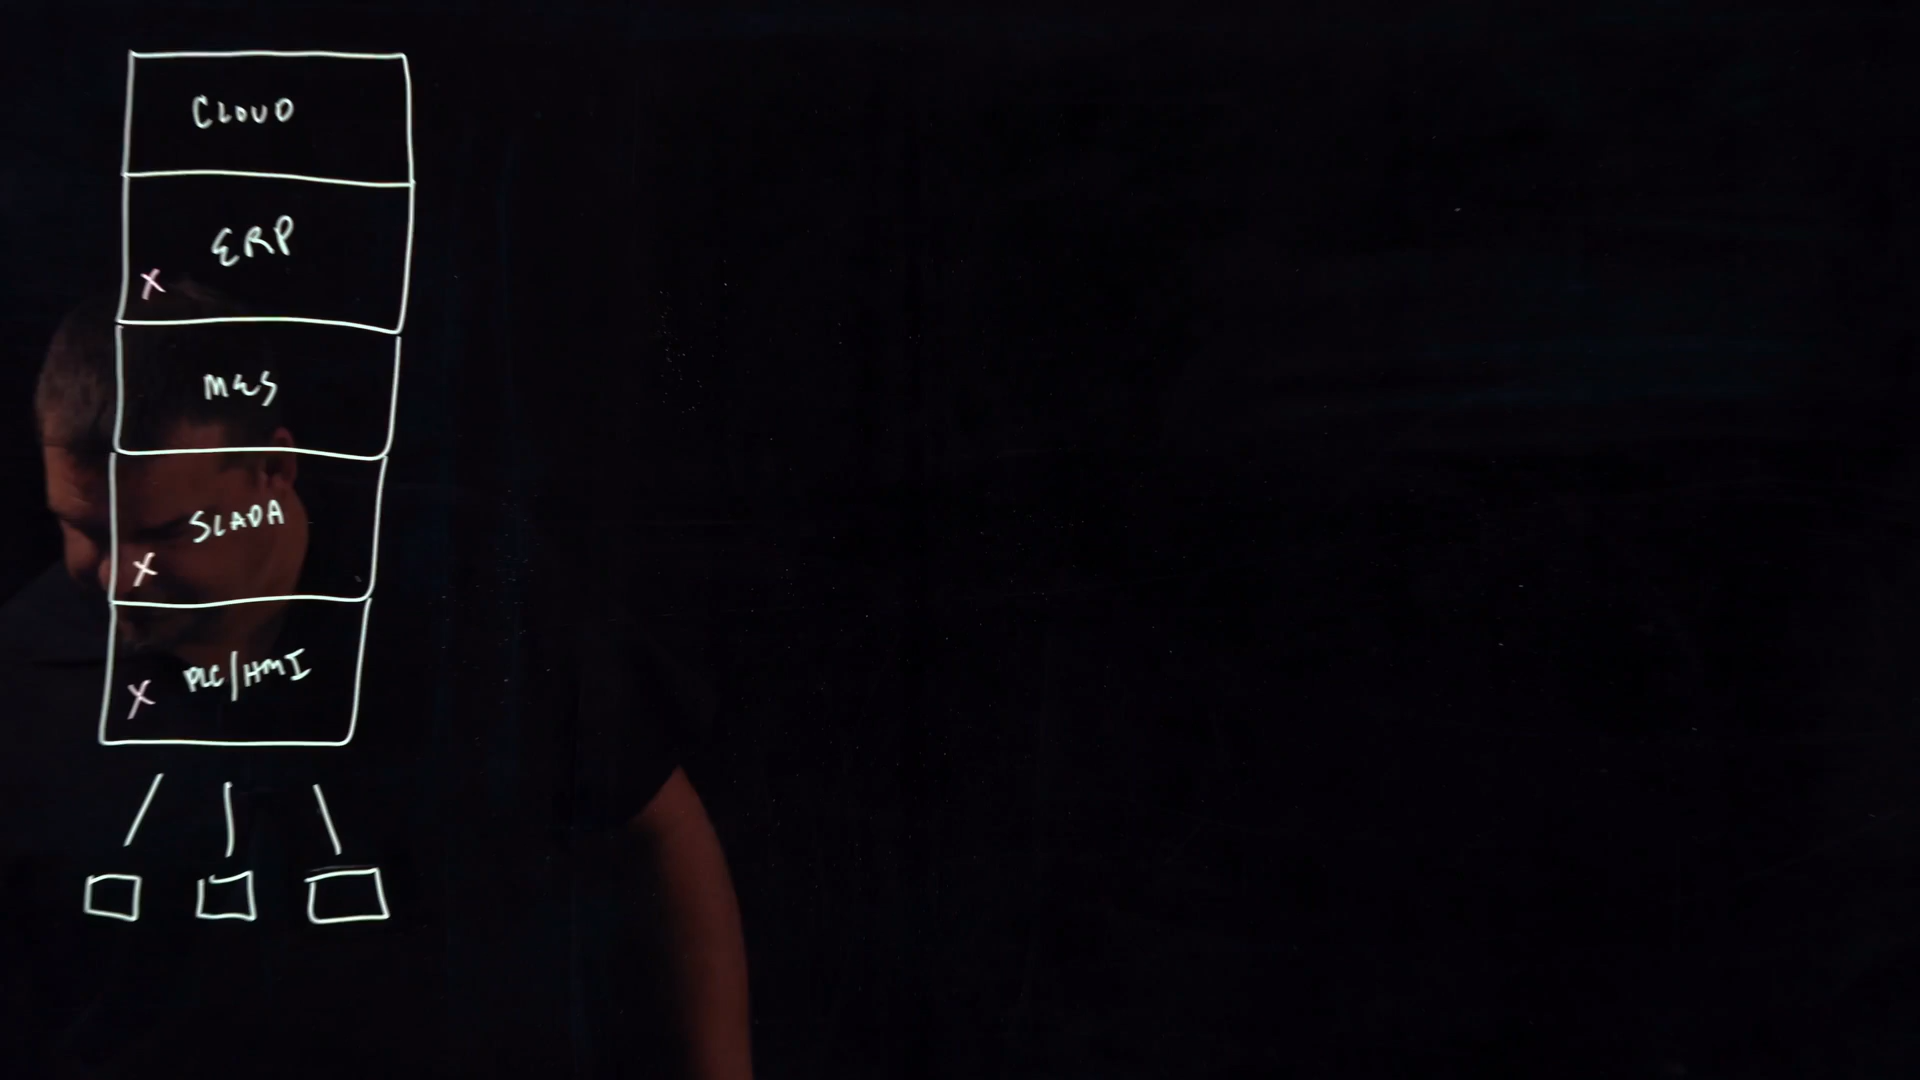 CLOUD
ERP
X
MES
SCADA
X
PLC/HMI
X